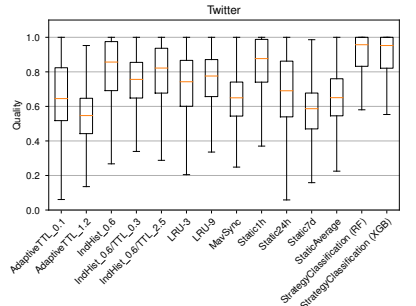 Twitter
Quality
1.0
0.8
0.6
0.4
0.2
0.0
AdaptiveTTL_0.1
AdaptiveTTL_1.2
IndHist_0.6
IndHist_0.6/TTL_0.3
IndHist_0.6/TTL_2.5
LRU-3
LRU-9
MavSync
Static1h
Static24h
Static7d
StaticAverage
StrategyClassification (RF)
StrategyClassification (XGB)